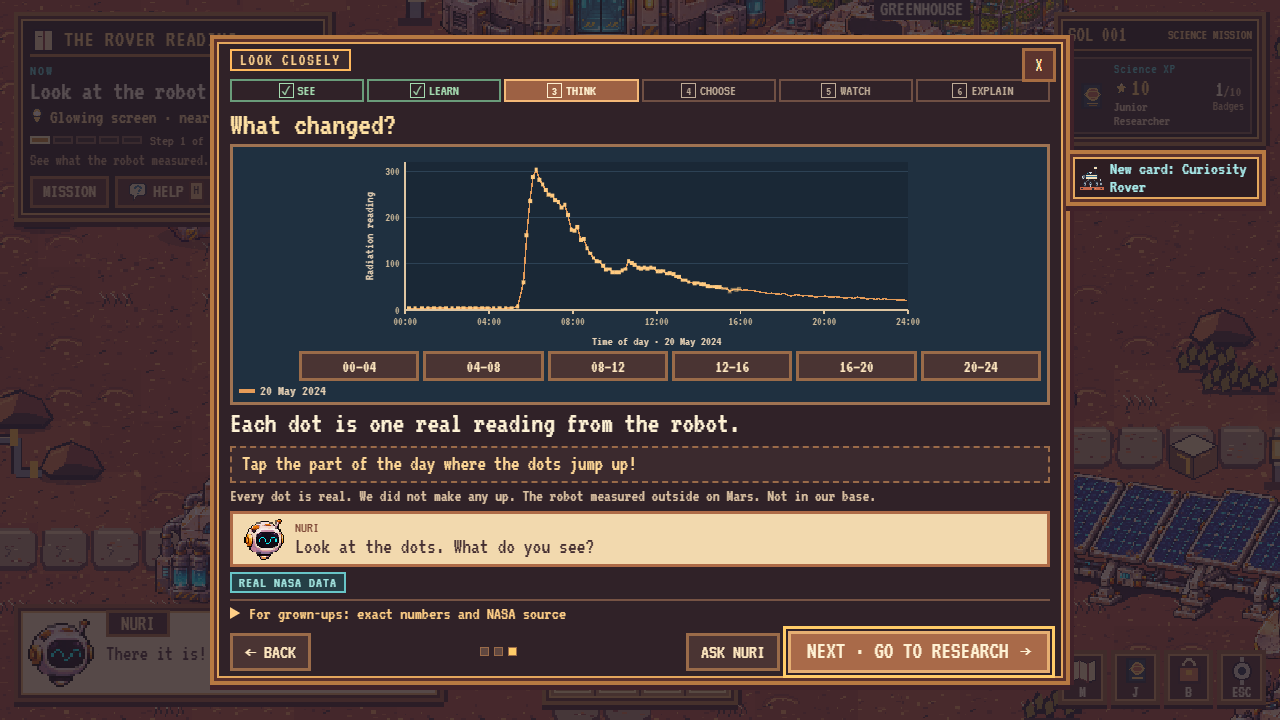 GREENHOUSE
THE ROVER READ
SOL 001 SCIENCE MISSION
LOOK CLOSELY
X
SEE
LEARN
3 THINK
4 CHOOSE
5 WATCH
6 EXPLAIN
NOW
Look at the robot
Glowing screen · near
Step 1 of
See what the robot measured.
MISSION
HELP H
Science XP
10
Junior
Researcher
1/10
Badges
New card: Curiosity
Rover
What changed?
Radiation reading
300
200
100
0
00:00 04:00 08:00 12:00 16:00 20:00 24:00
Time of day · 20 May 2024
00–04 04–08 08–12 12–16 16–20 20–24
20 May 2024
Each dot is one real reading from the robot.
Tap the part of the day where the dots jump up!
Every dot is real. We did not make any up. The robot measured outside on Mars. Not in our base.
NURI
Look at the dots. What do you see?
REAL NASA DATA
For grown-ups: exact numbers and NASA source
← BACK
ASK NURI
NEXT · GO TO RESEARCH →
NURI
There it is!
M
J
B
ESC